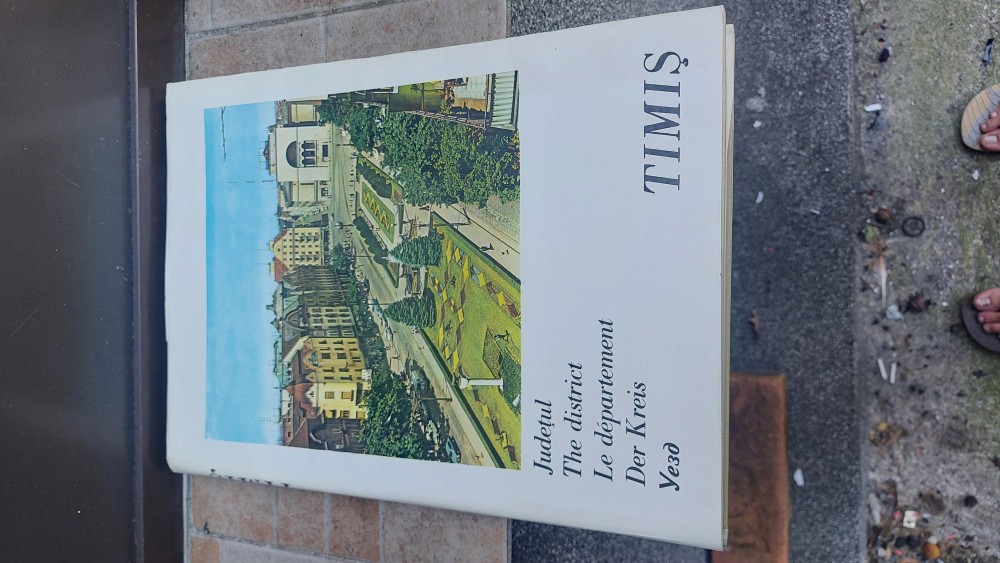 Județul
The district
Le département
Der Kreis
Уезд
TIMIȘ